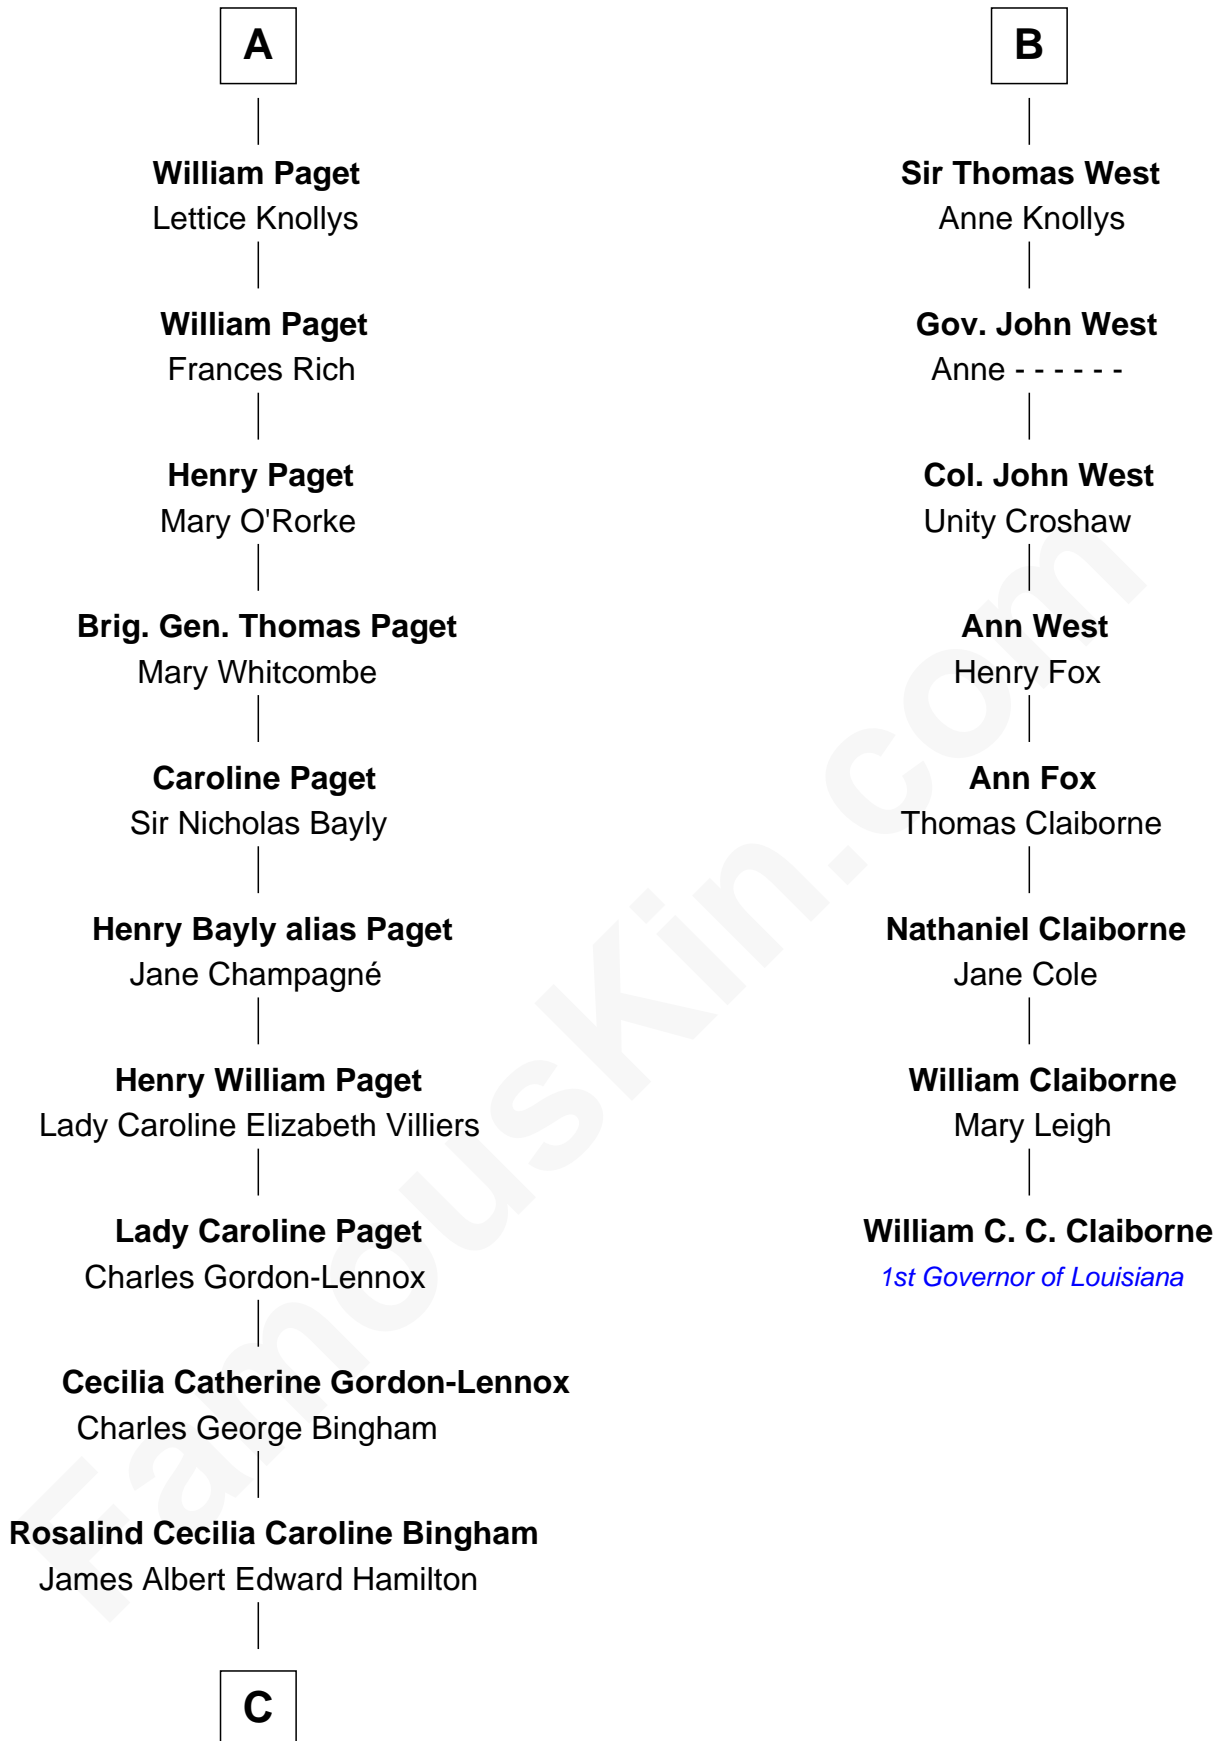 A
William Paget
Lettice Knollys
William Paget
Frances Rich
Henry Paget
Mary O'Rorke
Brig. Gen. Thomas Paget
Mary Whitcombe
Caroline Paget
Sir Nicholas Bayly
Henry Bayly alias Paget
Jane Champagné
Henry William Paget
Lady Caroline Elizabeth Villiers
Lady Caroline Paget
Charles Gordon-Lennox
Cecilia Catherine Gordon-Lennox
Charles George Bingham
Rosalind Cecilia Caroline Bingham
James Albert Edward Hamilton
C
B
Sir Thomas West
Anne Knollys
Gov. John West
Anne - - - - - -
Col. John West
Unity Croshaw
Ann West
Henry Fox
Ann Fox
Thomas Claiborne
Nathaniel Claiborne
Jane Cole
William Claiborne
Mary Leigh
William C. C. Claiborne
1st Governor of Louisiana
FamousKin.com